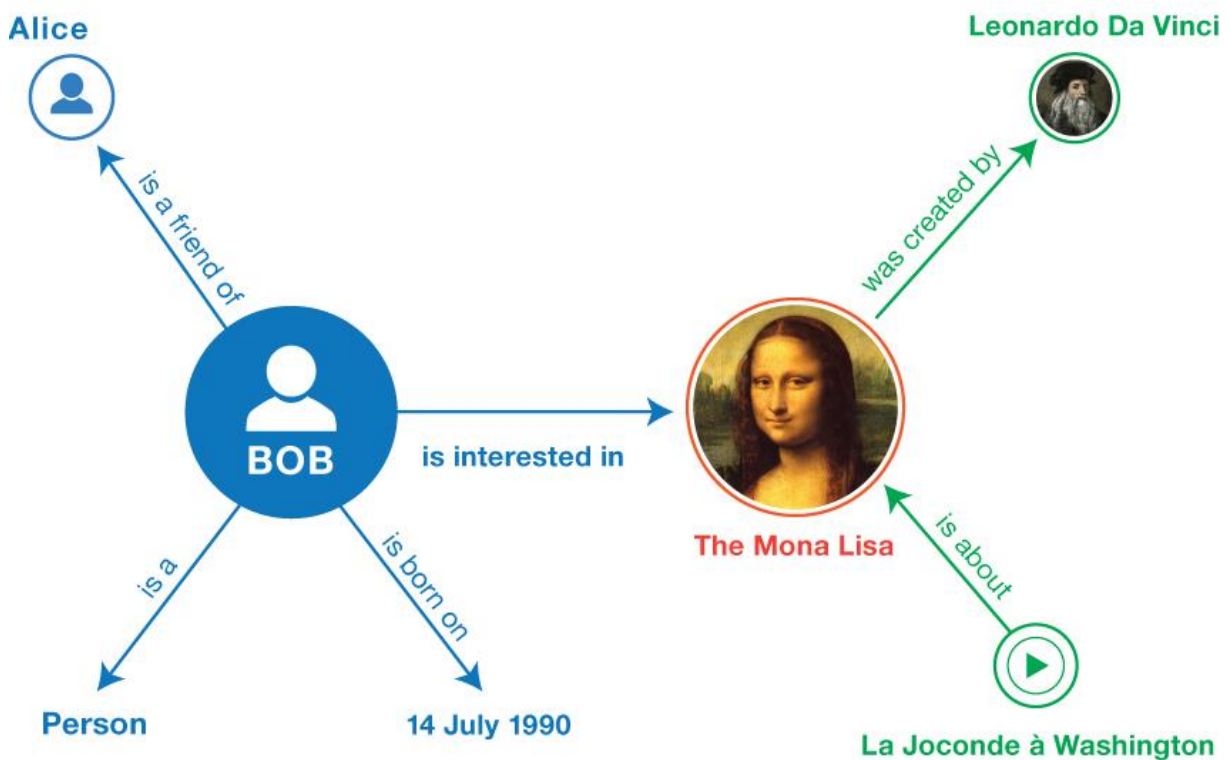 Alice
Leonardo Da Vinci
is a friend of
was created by
BOB
is interested in
The Mona Lisa
is a
is born on
is about
Person
14 July 1990
La Joconde à Washington